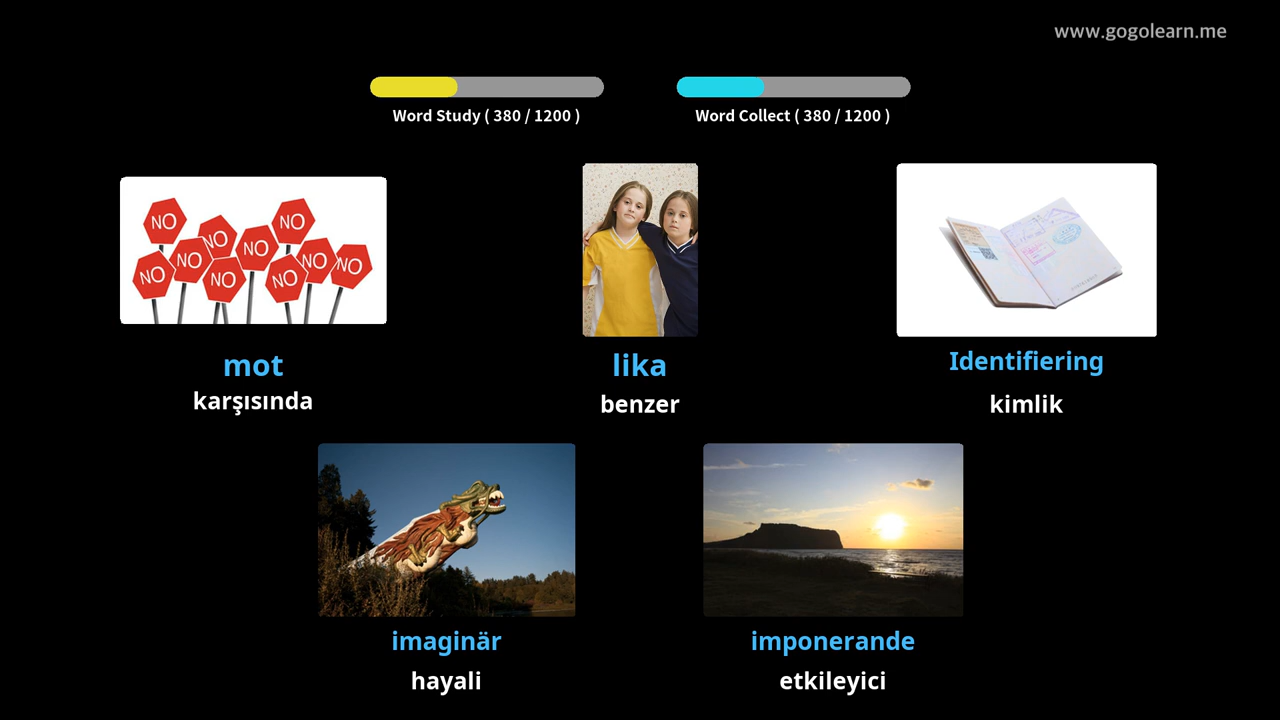 www.gogolearn.me
Word Study ( 380 / 1200 )
Word Collect ( 380 / 1200 )
NO
NO
NO
NO
NO
NO
NO
NO
NO
NO
mot
karşısında
lika
benzer
Identifiering
kimlik
imaginär
hayali
imponerande
etkileyici